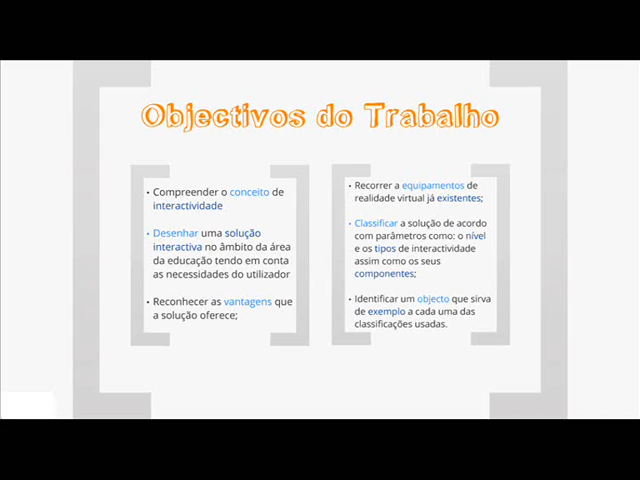 Objectivos do Trabalho
• Compreender o conceito de
interactividade
• Desenhar uma solução
interactiva no âmbito da área
da educação tendo em conta
as necessidades do utilizador
• Reconhecer as vantagens que
a solução oferece;
• Recorrer a equipamentos de
realidade virtual já existentes;
• Classificar a solução de acordo
com parâmetros como: o nível
e os tipos de interactividade
assim como os seus
componentes;
• Identificar um objecto que sirva
de exemplo a cada uma das
classificações usadas.